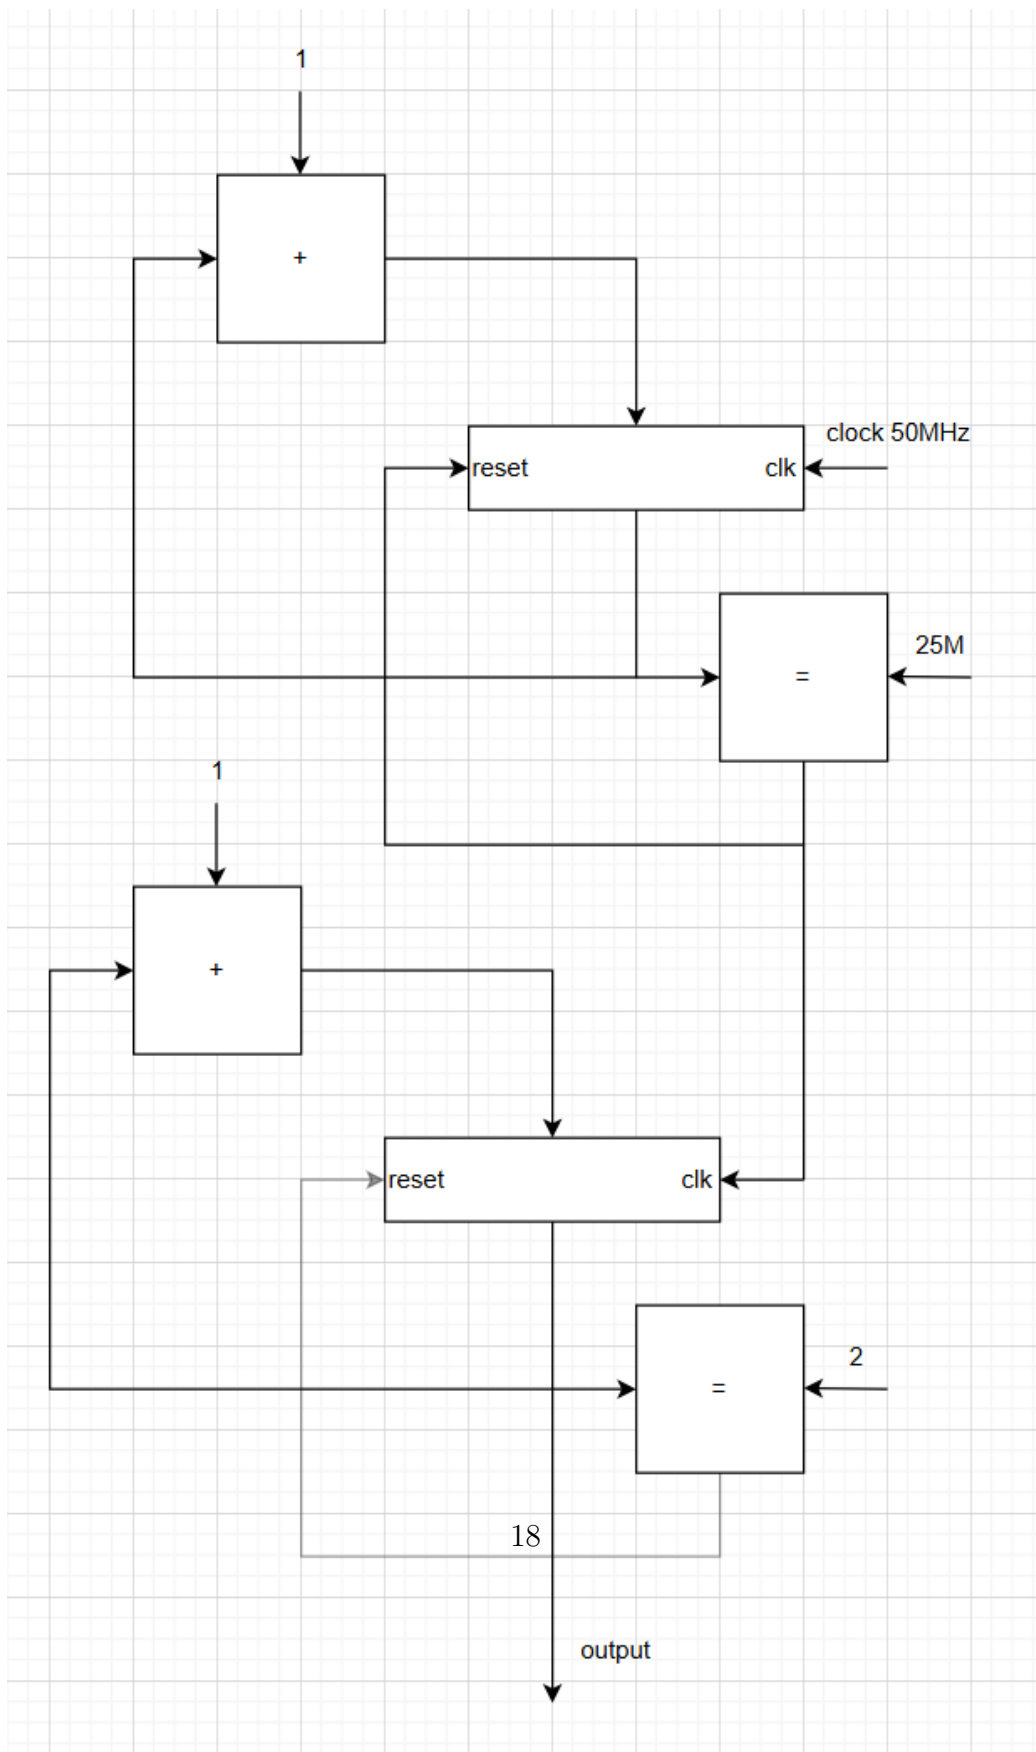 1
+
clock 50MHz
reset
clk
25M
=
1
+
reset
clk
2
=
18
output